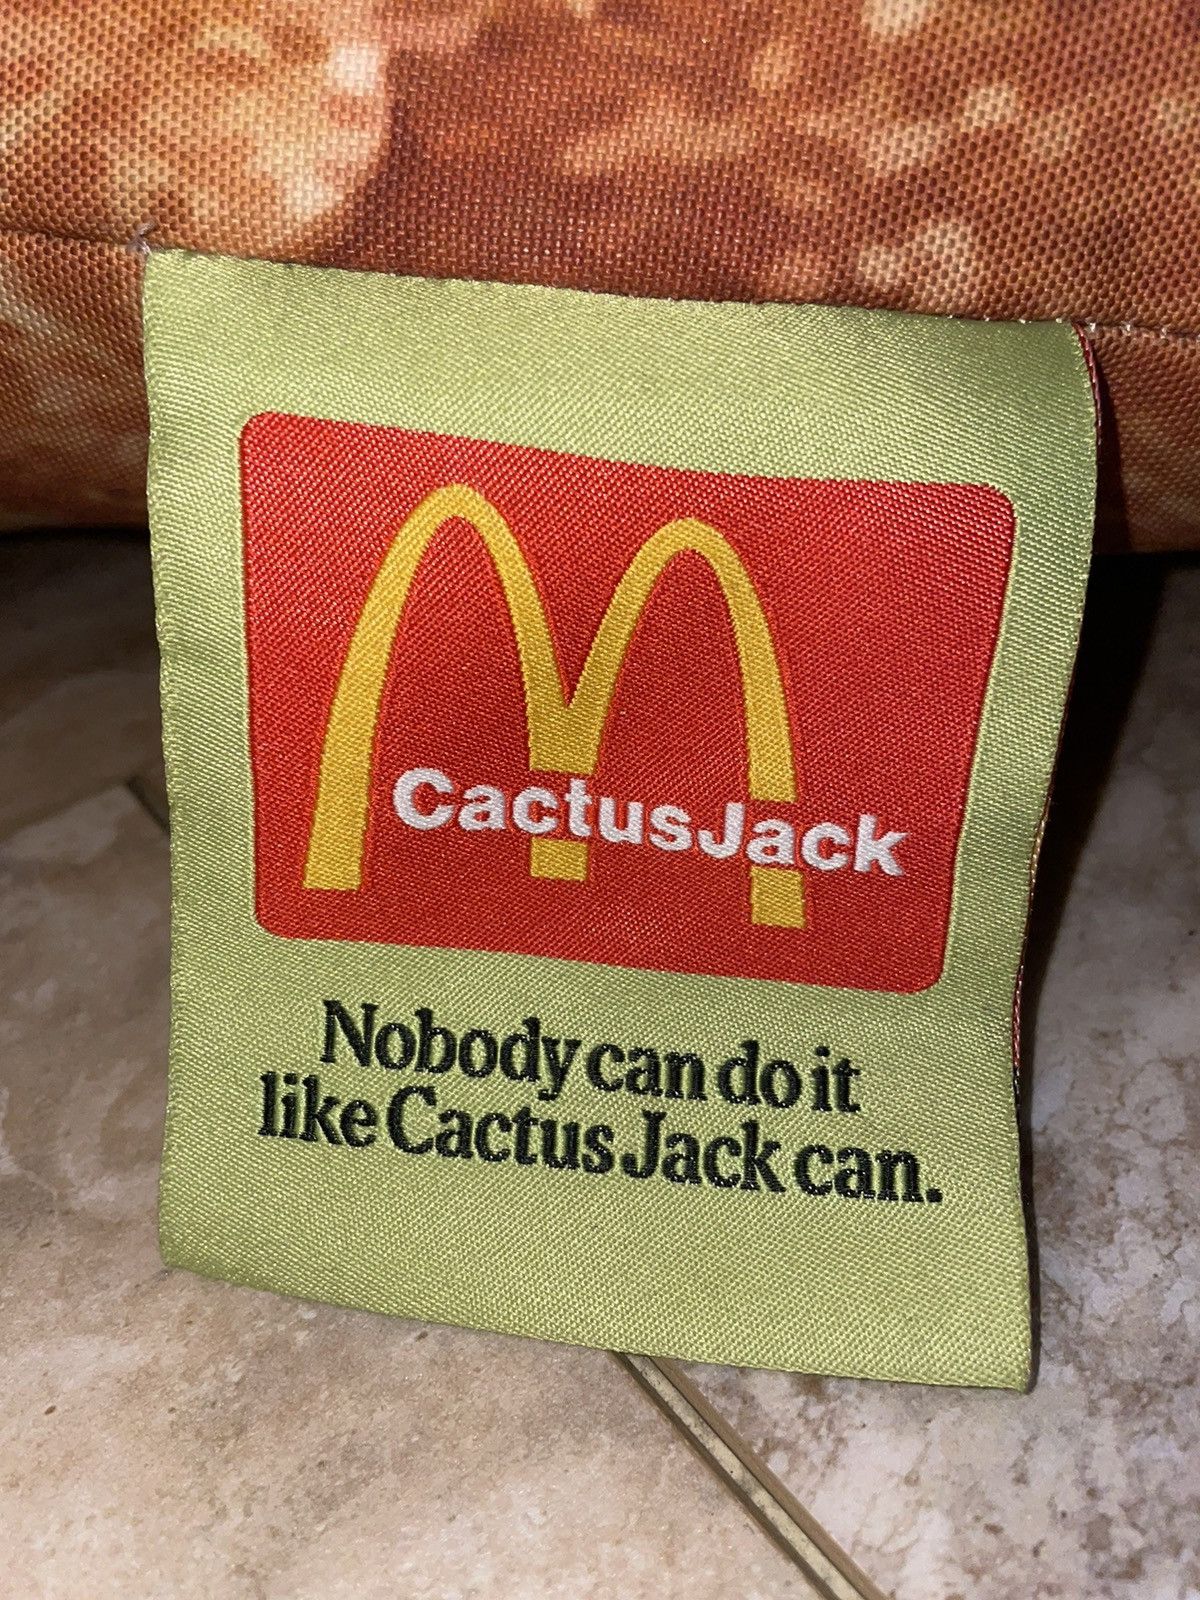 CactusJack
Nobody can do it
like Cactus Jack can.